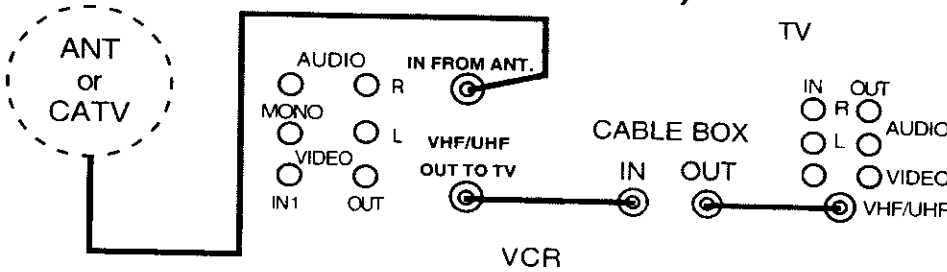 TV
ANT
or
CATV
AUDIO
R
MONO
L
VIDEO
IN1
OUT
IN FROM ANT.
VHF/UHF
OUT TO TV
VCR
CABLE BOX
IN
OUT
IN
OUT
R
L
AUDIO
VIDEO
VHF/UHF